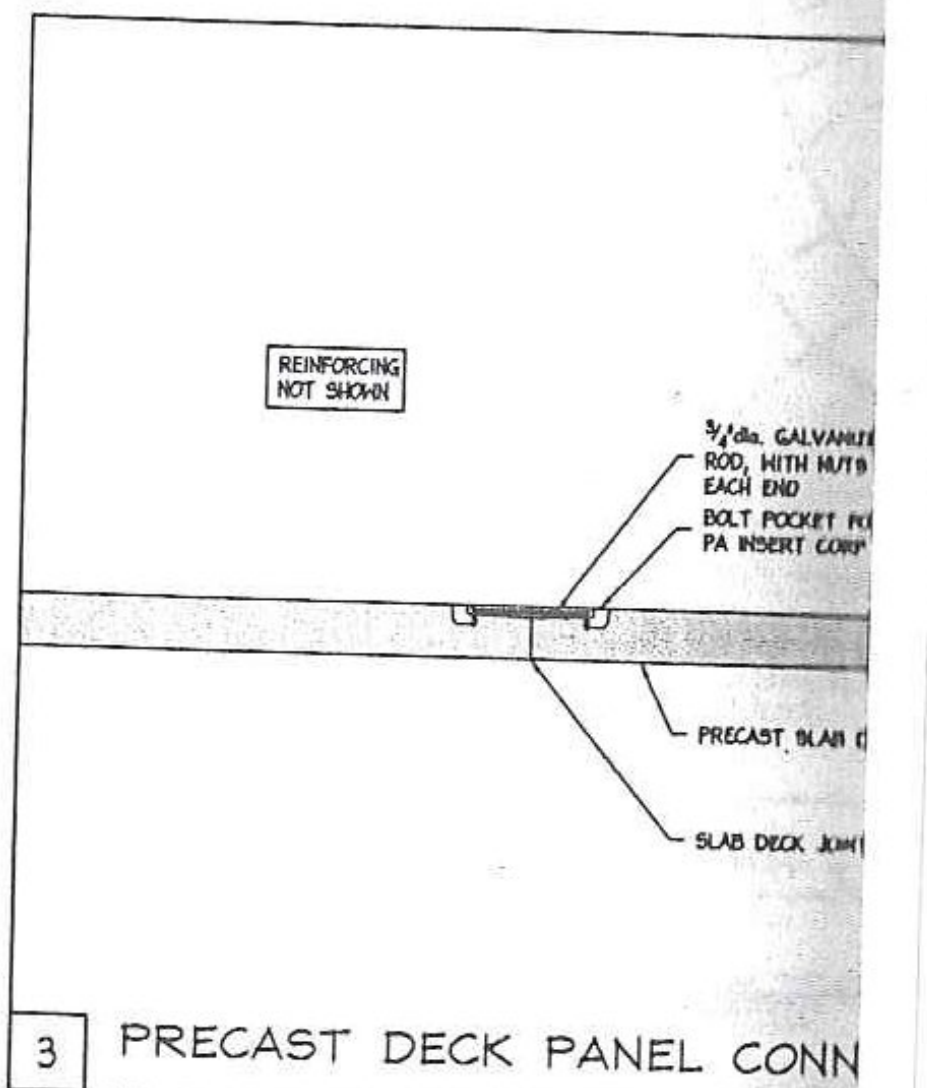 REINFORCING
NOT SHOWN
3/4"dia.
ROD, WITH NUTS
EACH END
BOLT POCKET
PA INSERT CORP
PRECAST SLAB
SLAB DECK
3
PRECAST DECK PANEL CONN